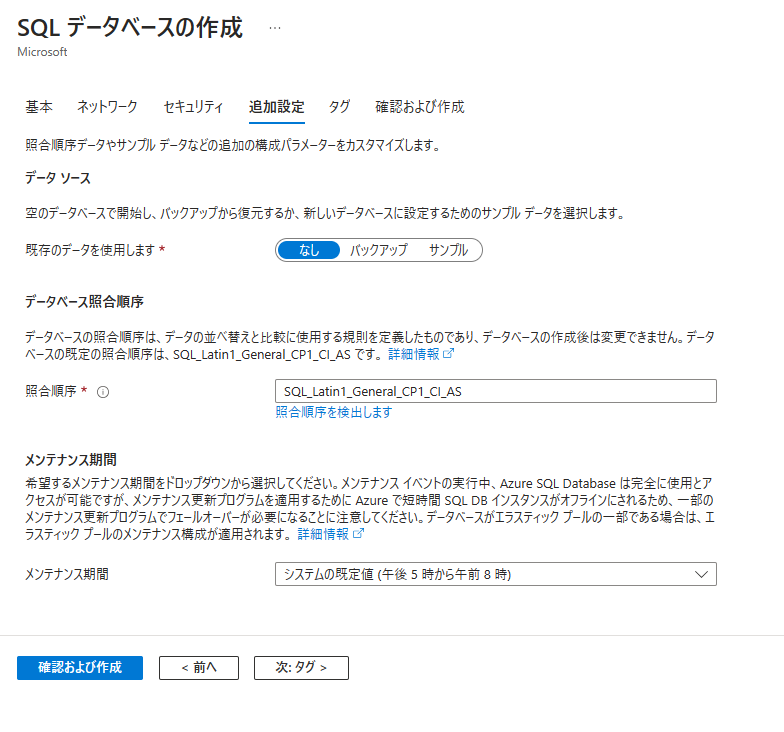 SQL データベースの作成 …
Microsoft
基本 ネットワーク セキュリティ 追加設定 タグ 確認および作成
照合順序データやサンプル データなどの追加の構成パラメーターをカスタマイズします。
データ ソース
空のデータベースで開始し、バックアップから復元するか、新しいデータベースに設定するためのサンプル データを選択します。
既存のデータを使用します * なし バックアップ サンプル
データベース照合順序
データベースの照合順序は、データの並べ替えと比較に使用する規則を定義したものであり、データベースの作成後は変更できません。データ
ベースの既定の照合順序は、SQL_Latin1_General_CP1_CI_AS です。 詳細情報
照合順序 * SQL_Latin1_General_CP1_CI_AS
照合順序を検出します
メンテナンス期間
希望するメンテナンス期間をドロップダウンから選択してください。メンテナンス イベントの実行中、Azure SQL Database は完全に使用とア
クセスが可能ですが、メンテナンス更新プログラムを適用するために Azure で短時間 SQL DB インスタンスがオフラインにされるため、一部の
メンテナンス更新プログラムでフェールオーバーが必要になることに注意してください。データベースがエラスティック プールの一部である場合は、エ
ラスティック プールのメンテナンス構成が適用されます。 詳細情報
メンテナンス期間 システムの既定値 (午後 5 時から午前 8 時)
確認および作成 < 前へ 次: タグ >